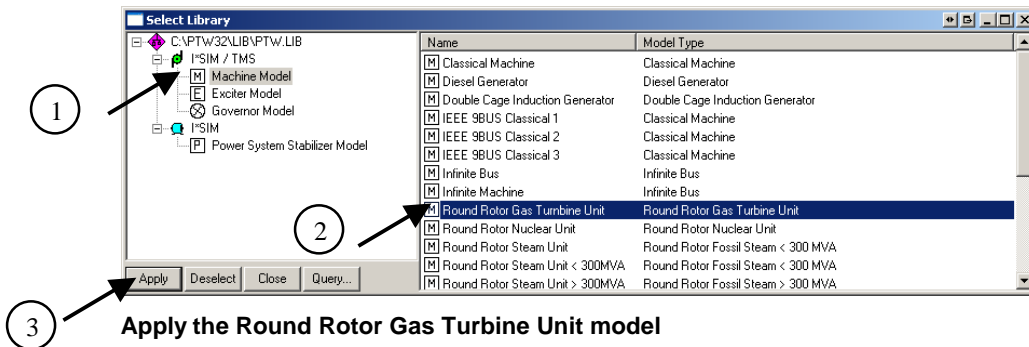 Select Library
C:\PTW32\LIB\PTW.LIB
I*SIM / TMS
Machine Model
Exciter Model
Governor Model
I*SIM
Power System Stabilizer Model
Apply Deselect Close Query...
Name Model Type
M Classical Machine Classical Machine
M Diesel Generator Diesel Generator
M Double Cage Induction Generator Double Cage Induction Generator
M IEEE 9BUS Classical 1 Classical Machine
M IEEE 9BUS Classical 2 Classical Machine
M IEEE 9BUS Classical 3 Classical Machine
M Infinite Bus Infinite Bus
M Infinite Machine Infinite Bus
M Round Rotor Gas Turnbine Unit Round Rotor Gas Turbine Unit
M Round Rotor Nuclear Unit Round Rotor Nuclear Unit
M Round Rotor Steam Unit Round Rotor Fossil Steam < 300 MVA
M Round Rotor Steam Unit < 300MVA Round Rotor Fossil Steam < 300 MVA
M Round Rotor Steam Unit > 300MVA Round Rotor Fossil Steam > 300 MVA
1
2
3
Apply the Round Rotor Gas Turbine Unit model